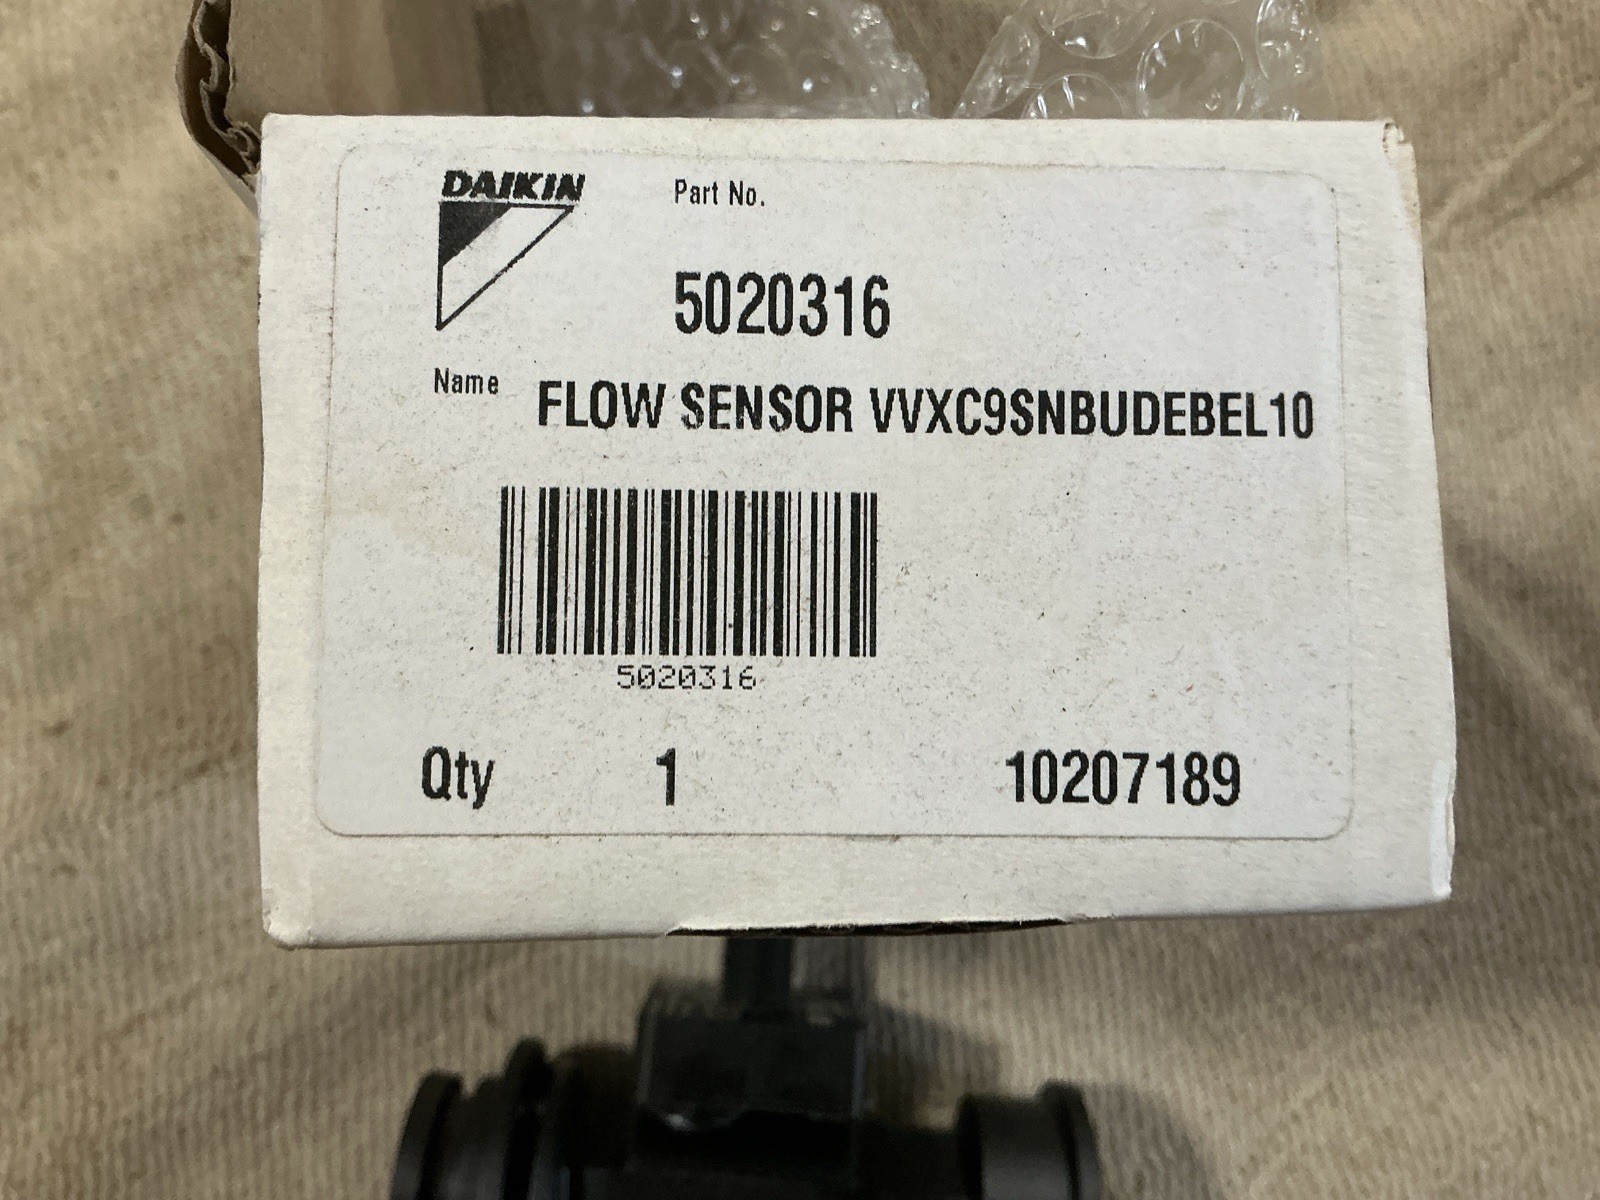 DAIKIN
Part No.
5020316
Name FLOW SENSOR VVXC9SNBUDEBEL10
5020316
Qty 1 10207189